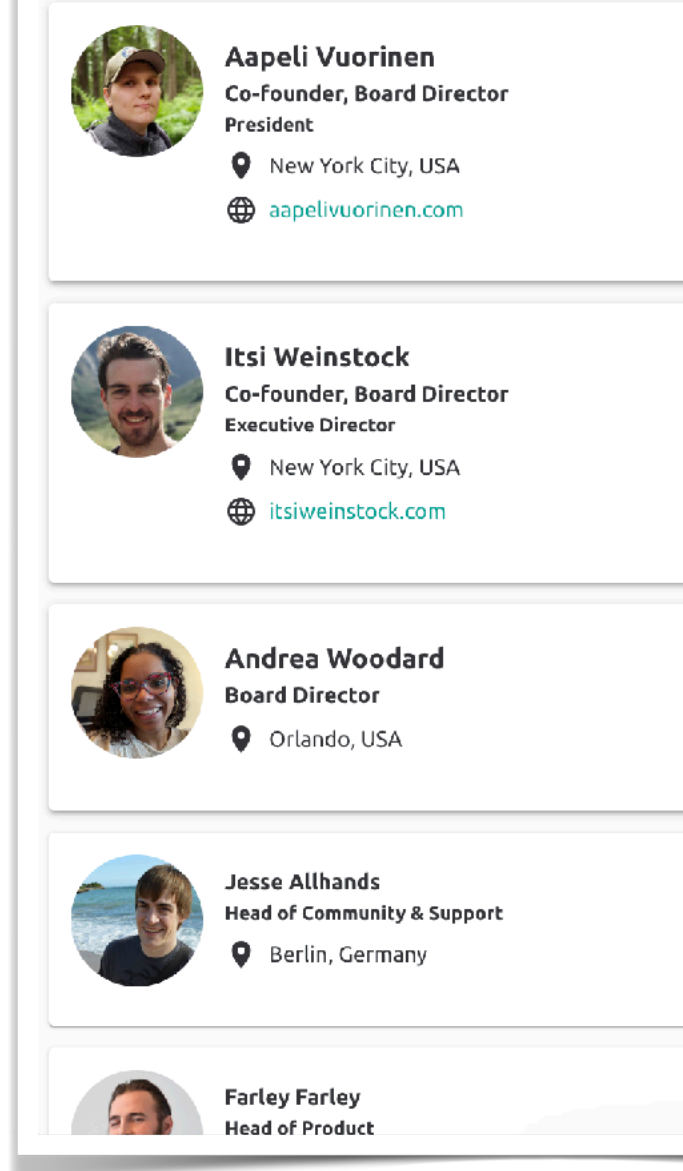 Aapeli Vuorinen
Co-founder, Board Director
President
New York City, USA
aapelivuorinen.com
Itsi Weinstock
Co-founder, Board Director
Executive Director
New York City, USA
itsiweinstock.com
Andrea Woodard
Board Director
Orlando, USA
Jesse Allhands
Head of Community & Support
Berlin, Germany
Farley Farley
Head of Product